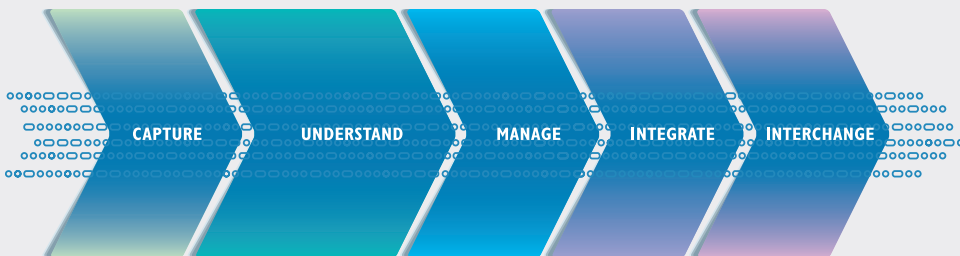 CAPTURE
UNDERSTAND
MANAGE
INTEGRATE
INTERCHANGE